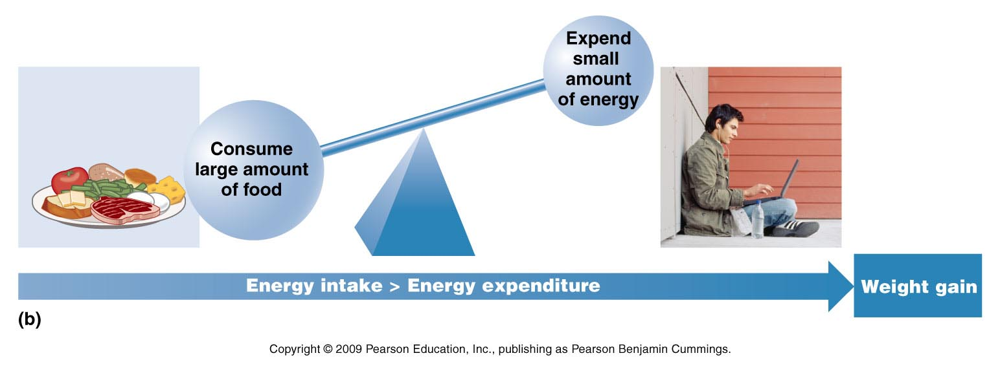 Expend
small
amount
of energy
Consume
large amount
of food
Energy intake > Energy expenditure
Weight gain
(b)
Copyright © 2009 Pearson Education, Inc., publishing as Pearson Benjamin Cummings.